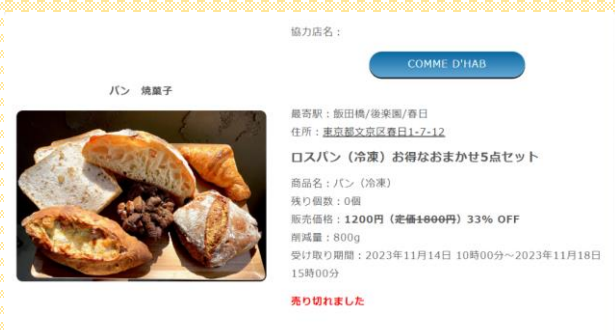 協力店名：
COMME D'HAB
パン　焼菓子
最寄駅：飯田橋/後楽園/春日
住所：東京都文京区春日1-7-12
ロスパン（冷凍）お得なおまかせ5点セット
商品名：パン（冷凍）
残り個数：0個
販売価格：1200円（定価1800円）33% OFF
削減量：800g
受け取り期間：2023年11月14日 10時00分～2023年11月18日
15時00分
売り切れました